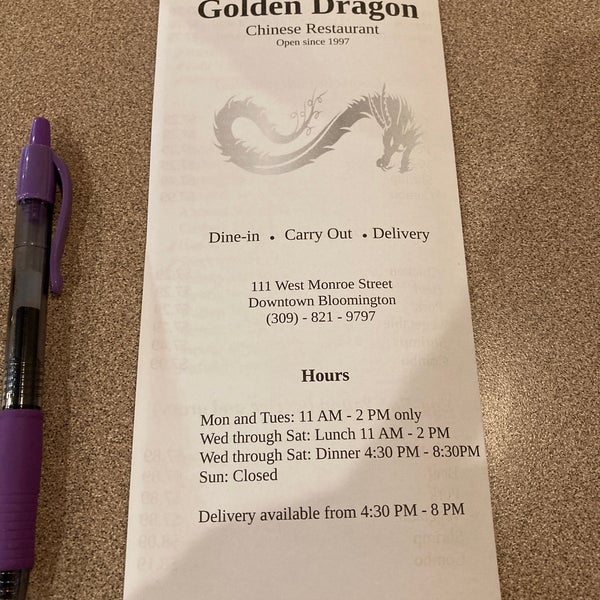 Golden Dragon
Chinese Restaurant
Open since 1997
Dine-in • Carry Out • Delivery
111 West Monroe Street
Downtown Bloomington
(309) - 821 - 9797
Hours
Mon and Tues: 11 AM - 2 PM only
Wed through Sat: Lunch 11 AM - 2 PM
Wed through Sat: Dinner 4:30 PM - 8:30PM
Sun: Closed
Delivery available from 4:30 PM - 8 PM